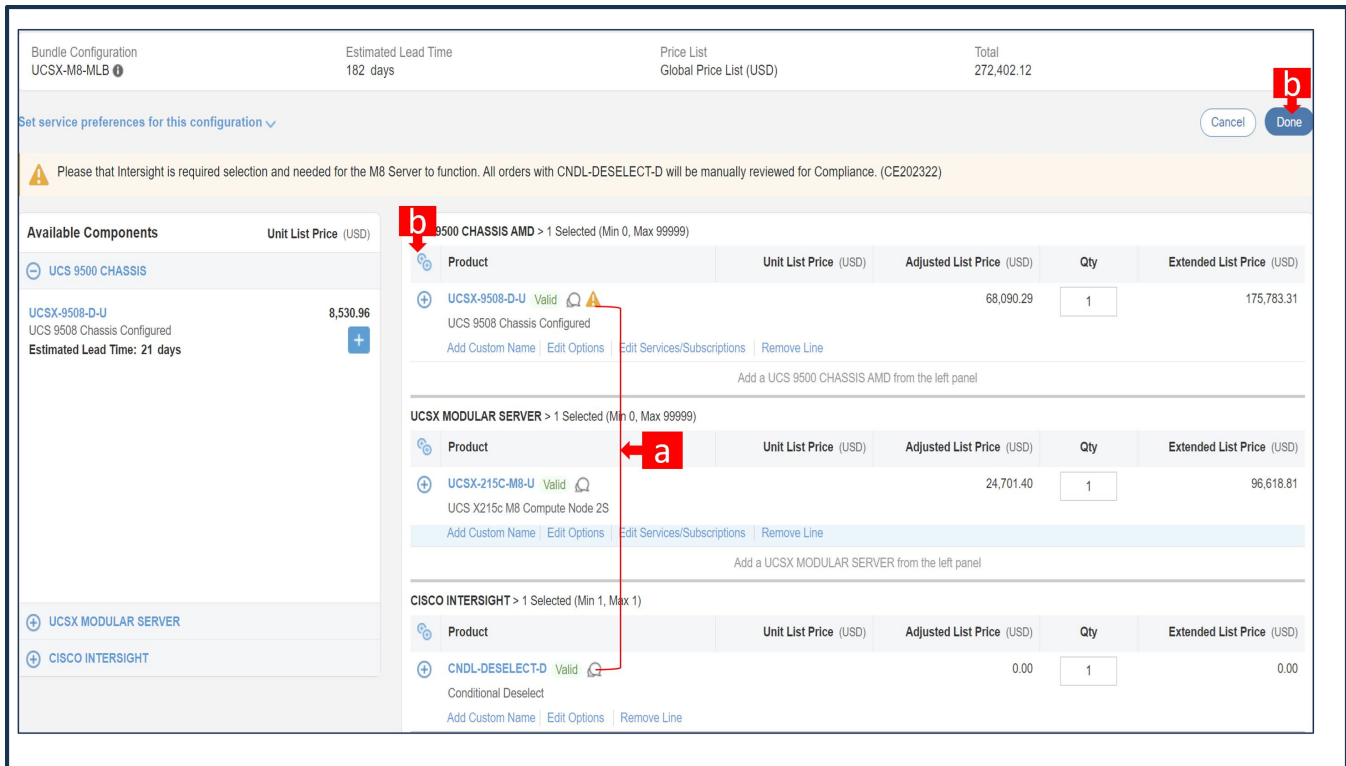 Bundle Configuration
UCSX-M8-MLB
Estimated Lead Time
182 days
Price List
Global Price List (USD)
Total
272,402.12
b
Set service preferences for this configuration
Cancel
Done
Please that Intersight is required selection and needed for the M8 Server to function. All orders with CNDL-DESELECT-D will be manually reviewed for Compliance. (CE202322)
Available Components Unit List Price (USD)
UCS 9500 CHASSIS
UCSX-9508-D-U 8,530.96
UCS 9508 Chassis Configured
Estimated Lead Time: 21 days
UCSX MODULAR SERVER
CISCO INTERSIGHT
b
9500 CHASSIS AMD > 1 Selected (Min 0, Max 99999)
Product Unit List Price (USD) Adjusted List Price (USD) Qty Extended List Price (USD)
UCSX-9508-D-U Valid 68,090.29 1 175,783.31
UCS 9508 Chassis Configured
Add Custom Name | Edit Options | Edit Services/Subscriptions | Remove Line
Add a UCS 9500 CHASSIS AMD from the left panel
UCSX MODULAR SERVER > 1 Selected (Min 0, Max 99999)
Product Unit List Price (USD) Adjusted List Price (USD) Qty Extended List Price (USD)
a
UCSX-215C-M8-U Valid 24,701.40 1 96,618.81
UCS X215c M8 Compute Node 2S
Add Custom Name | Edit Options | Edit Services/Subscriptions | Remove Line
Add a UCSX MODULAR SERVER from the left panel
CISCO INTERSIGHT > 1 Selected (Min 1, Max 1)
Product Unit List Price (USD) Adjusted List Price (USD) Qty Extended List Price (USD)
CNDL-DESELECT-D Valid 0.00 1 0.00
Conditional Deselect
Add Custom Name | Edit Options | Remove Line